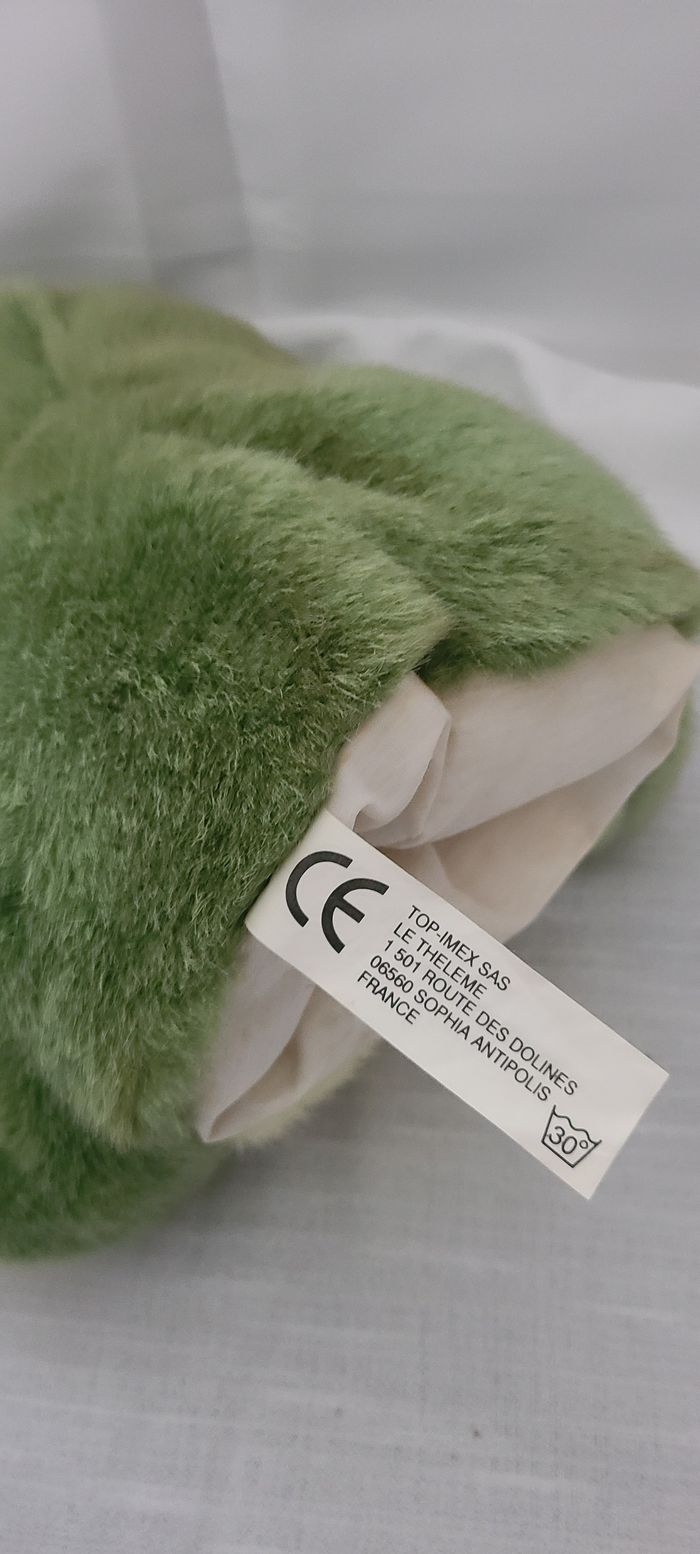 CE
TOP-IMEX SAS
LE THELEME
1 501 ROUTE DES DOLINES
06560 SOPHIA ANTIPOLIS
FRANCE
30°